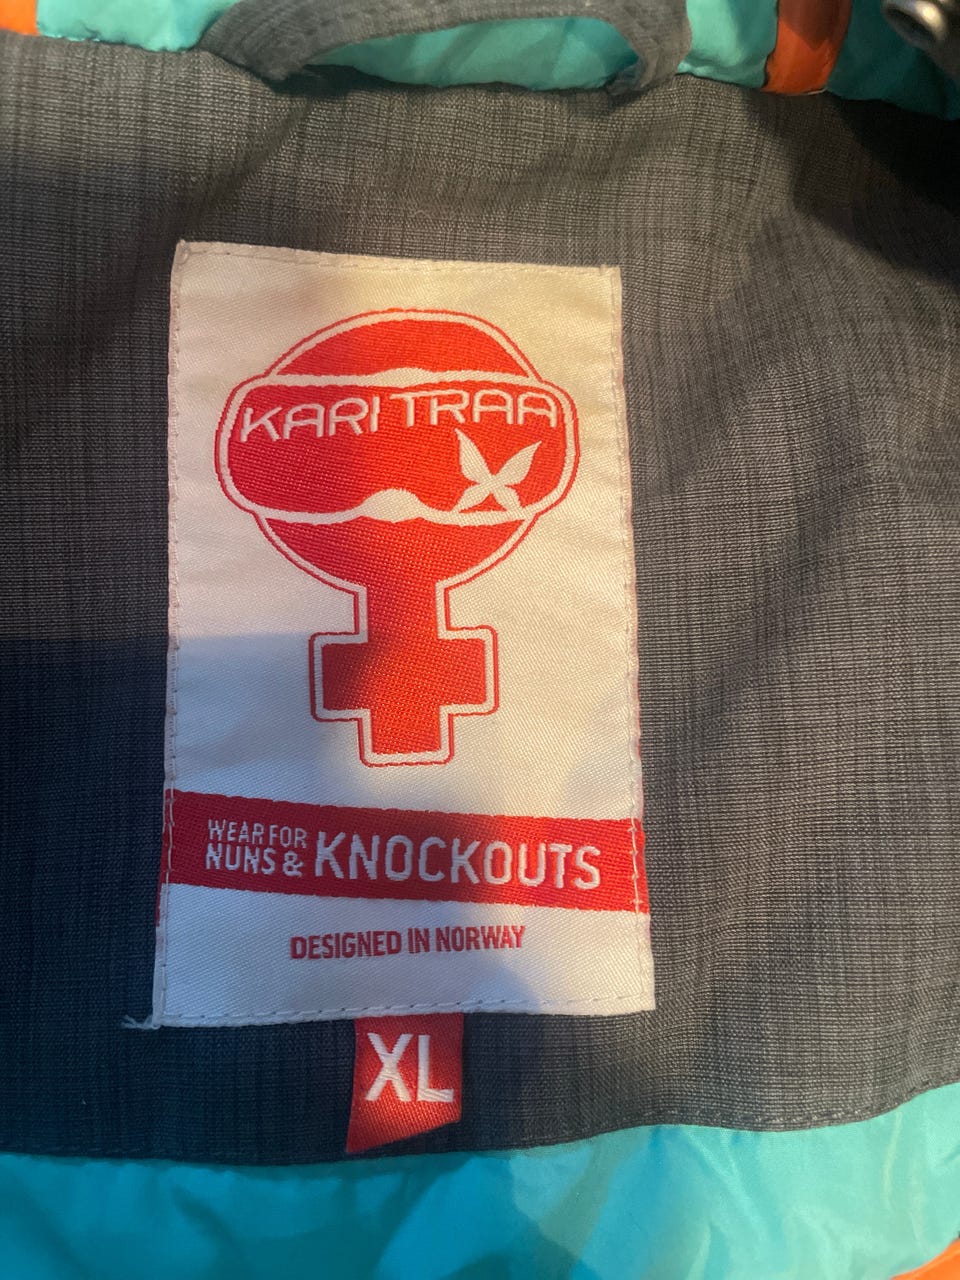 KARI TRAA
WEAR FOR
NUNS & KNOCKOUTS
DESIGNED IN NORWAY
XL